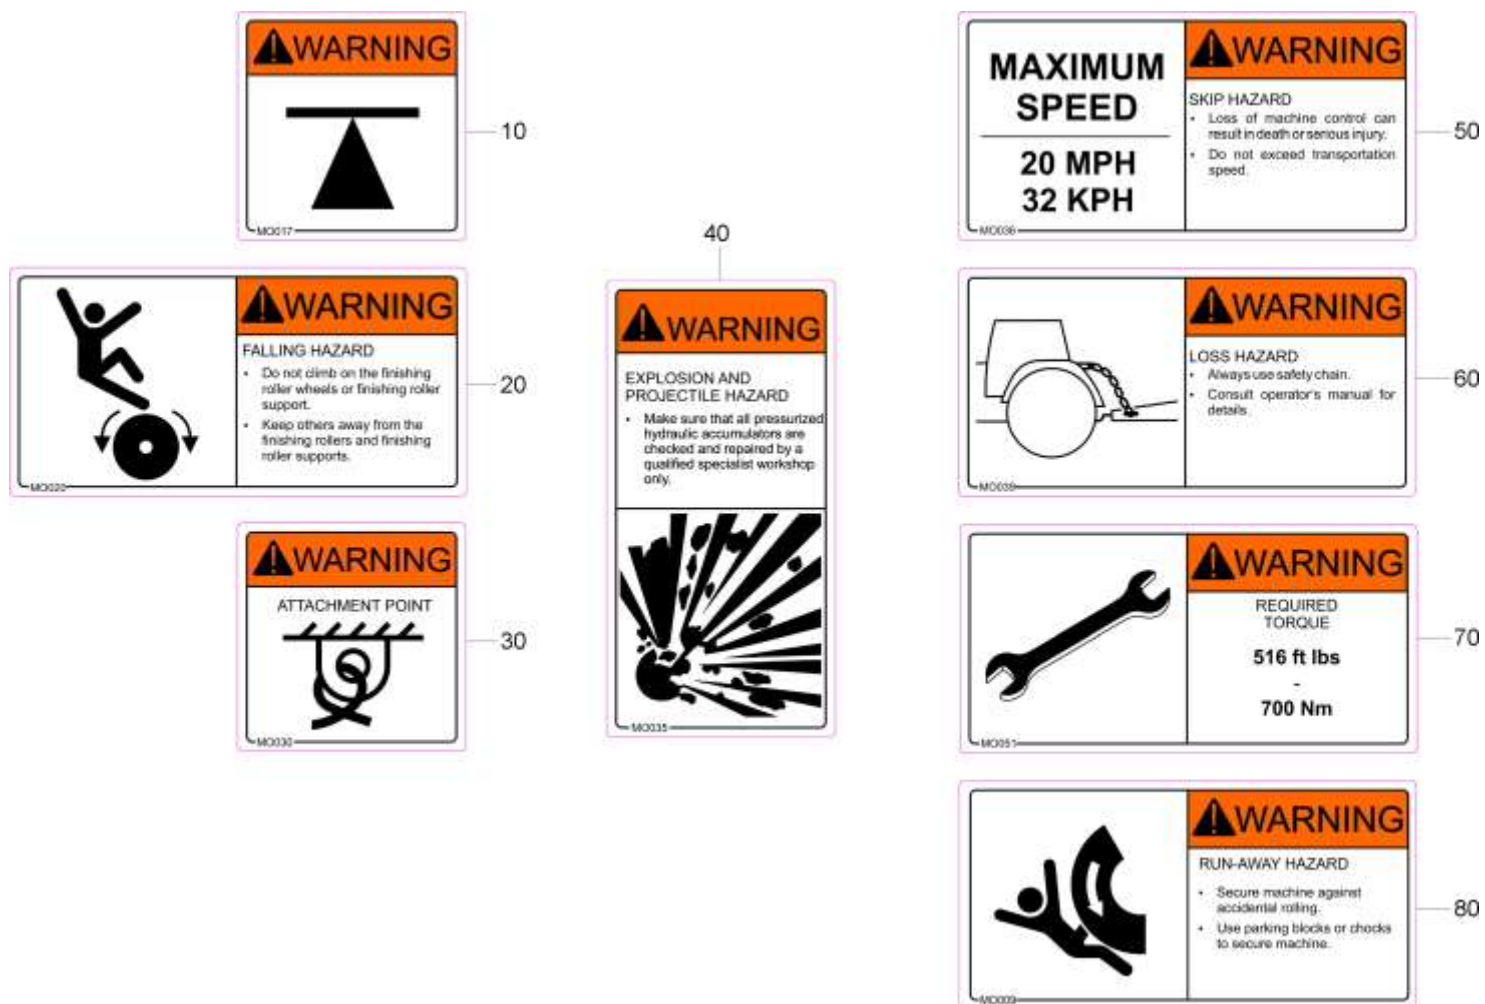 WARNING
MO017
10
WARNING
FALLING HAZARD
• Do not climb on the finishing
roller wheels or finishing roller
support.
• Keep others away from the
finishing rollers and finishing
roller supports.
MO020
20
WARNING
ATTACHMENT POINT
MO030
30
40
WARNING
EXPLOSION AND
PROJECTILE HAZARD
• Make sure that all pressurized
hydraulic accumulators are
checked and repaired by a
qualified specialist workshop
only.
MO035
MAXIMUM
SPEED
20 MPH
32 KPH
WARNING
SKIP HAZARD
• Loss of machine control can
result in death or serious injury.
• Do not exceed transportation
speed.
MO036
50
WARNING
LOSS HAZARD
• Always use safety chain.
• Consult operator's manual for
details.
60
WARNING
REQUIRED
TORQUE
516 ft lbs
-
700 Nm
MO051
70
WARNING
RUN-AWAY HAZARD
• Secure machine against
accidental rolling.
• Use parking blocks or chocks
to secure machine.
MO009
80